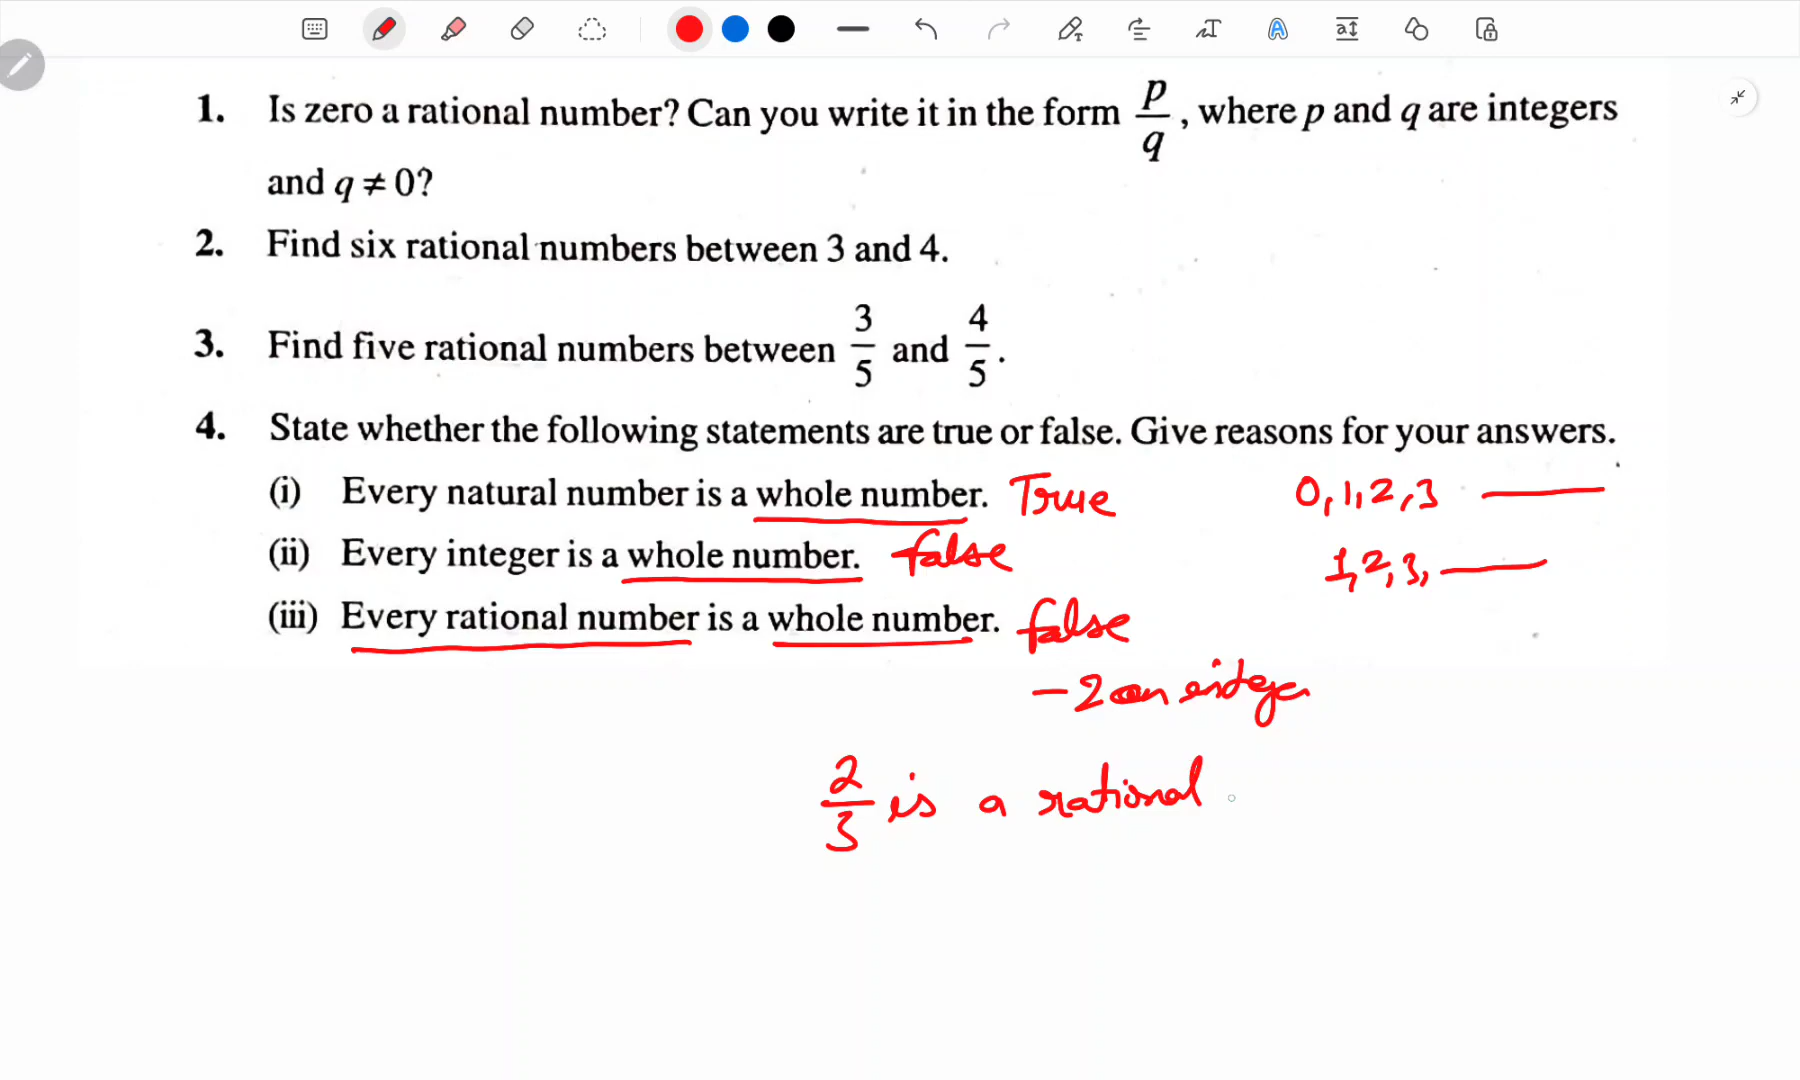 1. Is zero a rational number? Can you write it in the form p/q, where p and q are integers
and q ≠ 0?
2. Find six rational numbers between 3 and 4.
3. Find five rational numbers between 3/5 and 4/5.
4. State whether the following statements are true or false. Give reasons for your answers.
(i) Every natural number is a whole number. True 0, 1, 2, 3
(ii) Every integer is a whole number. false 1, 2, 3,
(iii) Every rational number is a whole number. false
-2 an
2/3 is a rational